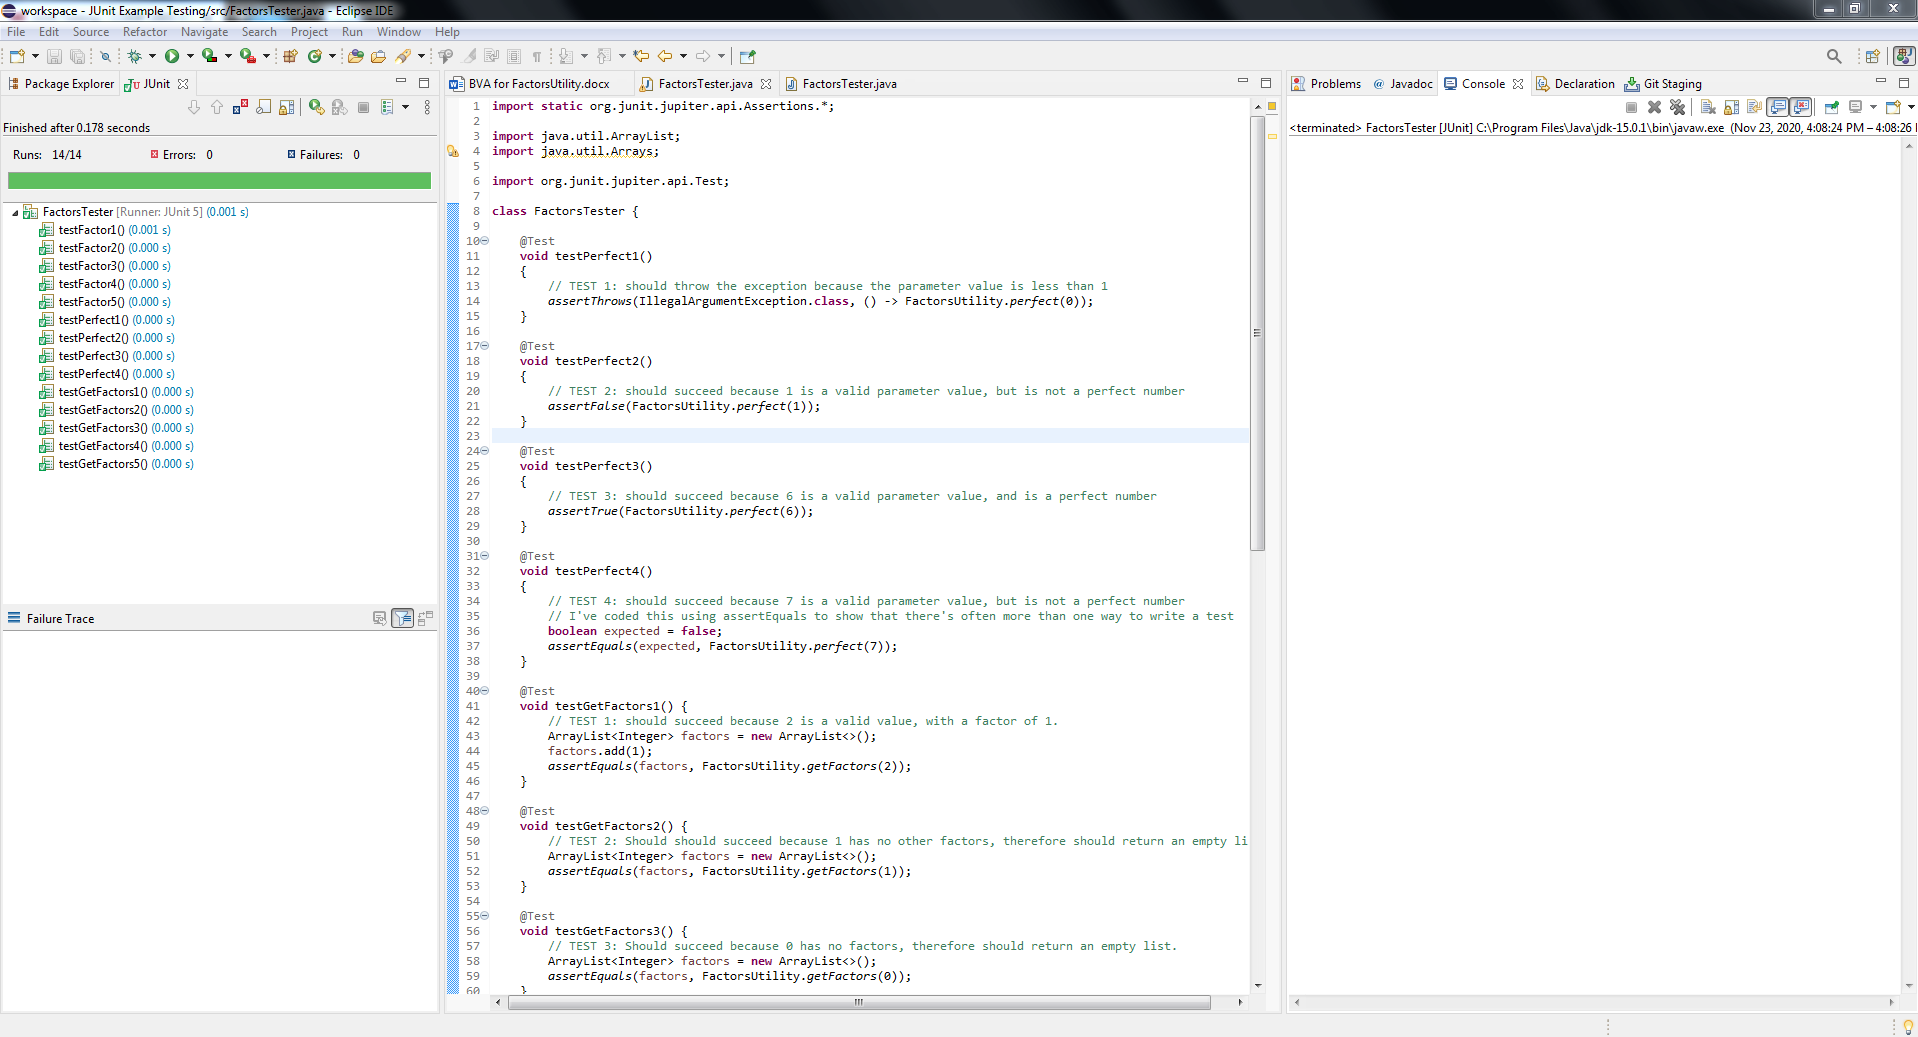 workspace - JUnit Example Testing/src/FactorsTester.java - Eclipse IDE
File Edit Source Refactor Navigate Search Project Run Window Help
Package Explorer JUnit
Finished after 0.178 seconds
Runs: 14/14 Errors: 0 Failures: 0
FactorsTester [Runner: JUnit 5] (0.001 s)
testFactor1() (0.001 s)
testFactor2() (0.000 s)
testFactor3() (0.000 s)
testFactor4() (0.000 s)
testFactor5() (0.000 s)
testPerfect1() (0.000 s)
testPerfect2() (0.000 s)
testPerfect3() (0.000 s)
testPerfect4() (0.000 s)
testGetFactors1() (0.000 s)
testGetFactors2() (0.000 s)
testGetFactors3() (0.000 s)
testGetFactors4() (0.000 s)
testGetFactors5() (0.000 s)
Failure Trace
BVA for FactorsUtility.docx FactorsTester.java FactorsTester.java
1 import static org.junit.jupiter.api.Assertions.*;
2
3 import java.util.ArrayList;
4 import java.util.Arrays;
5
6 import org.junit.jupiter.api.Test;
7
8 class FactorsTester {
9
10 @Test
11 void testPerfect1()
12 {
13 // TEST 1: should throw the exception because the parameter value is less than 1
14 assertThrows(IllegalArgumentException.class, () -> FactorsUtility.perfect(0));
15 }
16
17 @Test
18 void testPerfect2()
19 {
20 // TEST 2: should succeed because 1 is a valid parameter value, but is not a perfect number
21 assertFalse(FactorsUtility.perfect(1));
22 }
23
24 @Test
25 void testPerfect3()
26 {
27 // TEST 3: should succeed because 6 is a valid parameter value, and is a perfect number
28 assertTrue(FactorsUtility.perfect(6));
29 }
30
31 @Test
32 void testPerfect4()
33 {
34 // TEST 4: should succeed because 7 is a valid parameter value, but is not a perfect number
35 // I've coded this using assertEquals to show that there's often more than one way to write a test
36 boolean expected = false;
37 assertEquals(expected, FactorsUtility.perfect(7));
38 }
39
40 @Test
41 void testGetFactors1() {
42 // TEST 1: should succeed because 2 is a valid value, with a factor of 1.
43 ArrayList<Integer> factors = new ArrayList<>();
44 factors.add(1);
45 assertEquals(factors, FactorsUtility.getFactors(2));
46 }
47
48 @Test
49 void testGetFactors2() {
50 // TEST 2: Should should succeed because 1 has no other factors, therefore should return an empty li
51 ArrayList<Integer> factors = new ArrayList<>();
52 assertEquals(factors, FactorsUtility.getFactors(1));
53 }
54
55 @Test
56 void testGetFactors3() {
57 // TEST 3: Should succeed because 0 has no factors, therefore should return an empty list.
58 ArrayList<Integer> factors = new ArrayList<>();
59 assertEquals(factors, FactorsUtility.getFactors(0));
60 }
Problems @ Javadoc Console Declaration Git Staging
<terminated> FactorsTester [JUnit] C:\Program Files\Java\jdk-15.0.1\bin\javaw.exe (Nov 23, 2020, 4:08:24 PM – 4:08:26